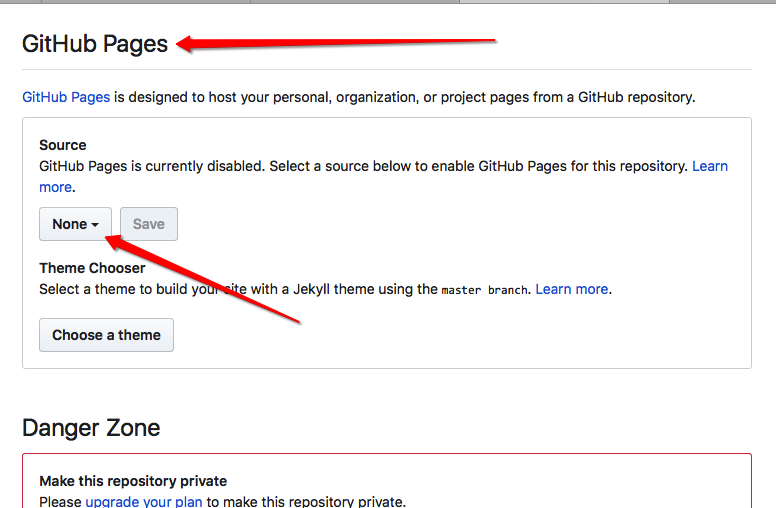 GitHub Pages
GitHub Pages is designed to host your personal, organization, or project pages from a GitHub repository.
Source
GitHub Pages is currently disabled. Select a source below to enable GitHub Pages for this repository. Learn
more.
None Save
Theme Chooser
Select a theme to build your site with a Jekyll theme using the master branch. Learn more.
Choose a theme
Danger Zone
Make this repository private
Please upgrade your plan to make this repository private.